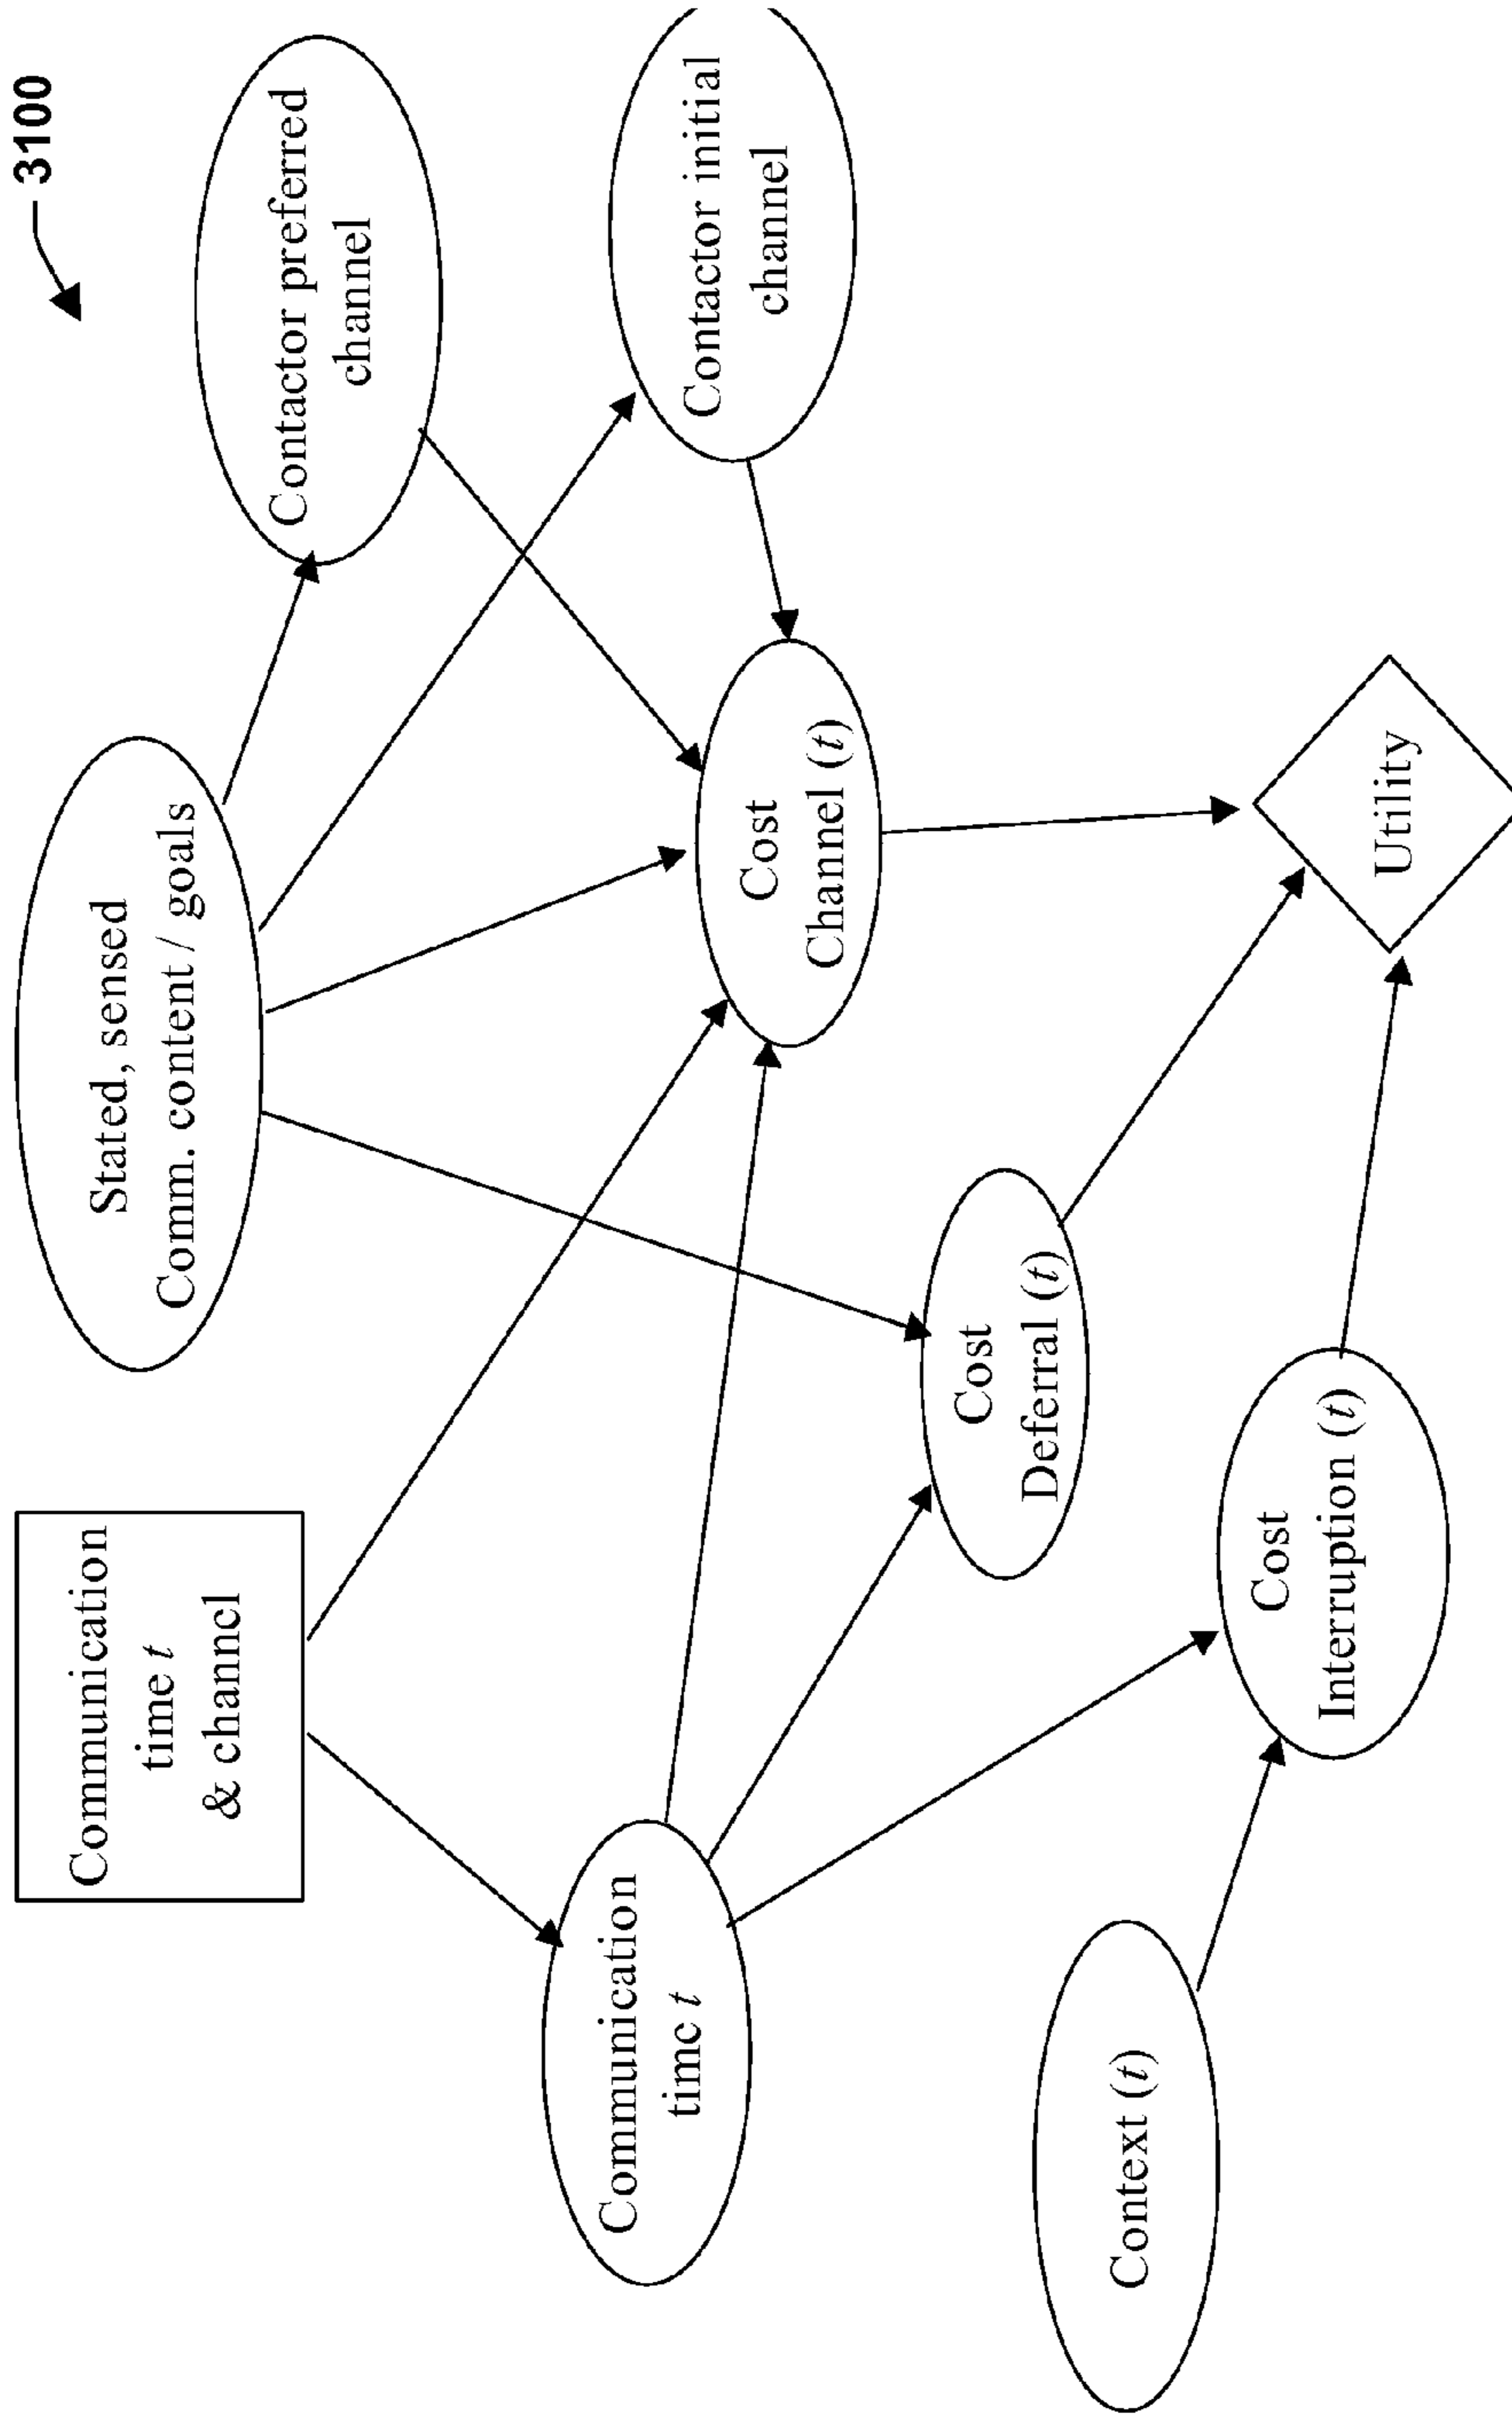 3100
Stated, sensed
Comm. content / goals
Communication
time t
& channel
Contactor preferred
channel
Contactor initial
channel
Communication
time t
Cost
Channel (t)
Cost
Deferral (t)
Context (t)
Cost
Interruption (t)
Utility